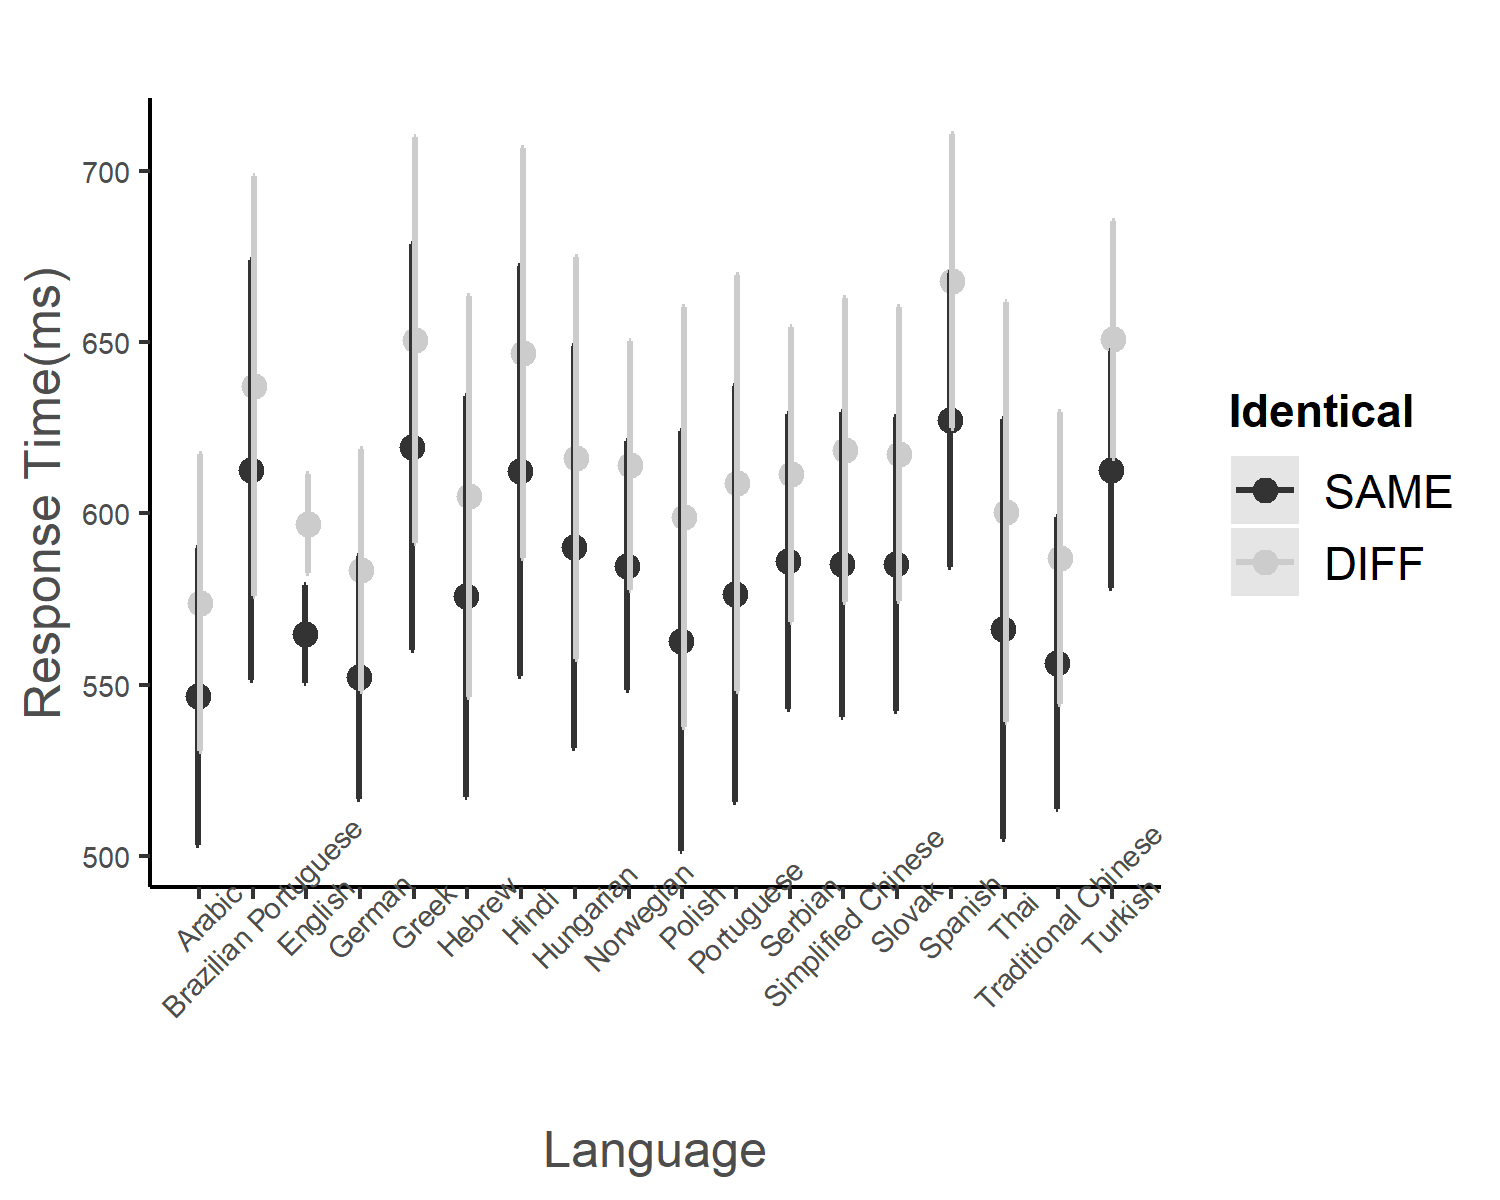 Response Time(ms)
700
650
600
550
500
Arabic
Brazilian Portuguese
English
German
Greek
Hebrew
Hindi
Hungarian
Norwegian
Polish
Portuguese
Serbian
Simplified Chinese
Slovak
Spanish
Thai
Traditional Chinese
Turkish
Language
Identical
SAME
DIFF